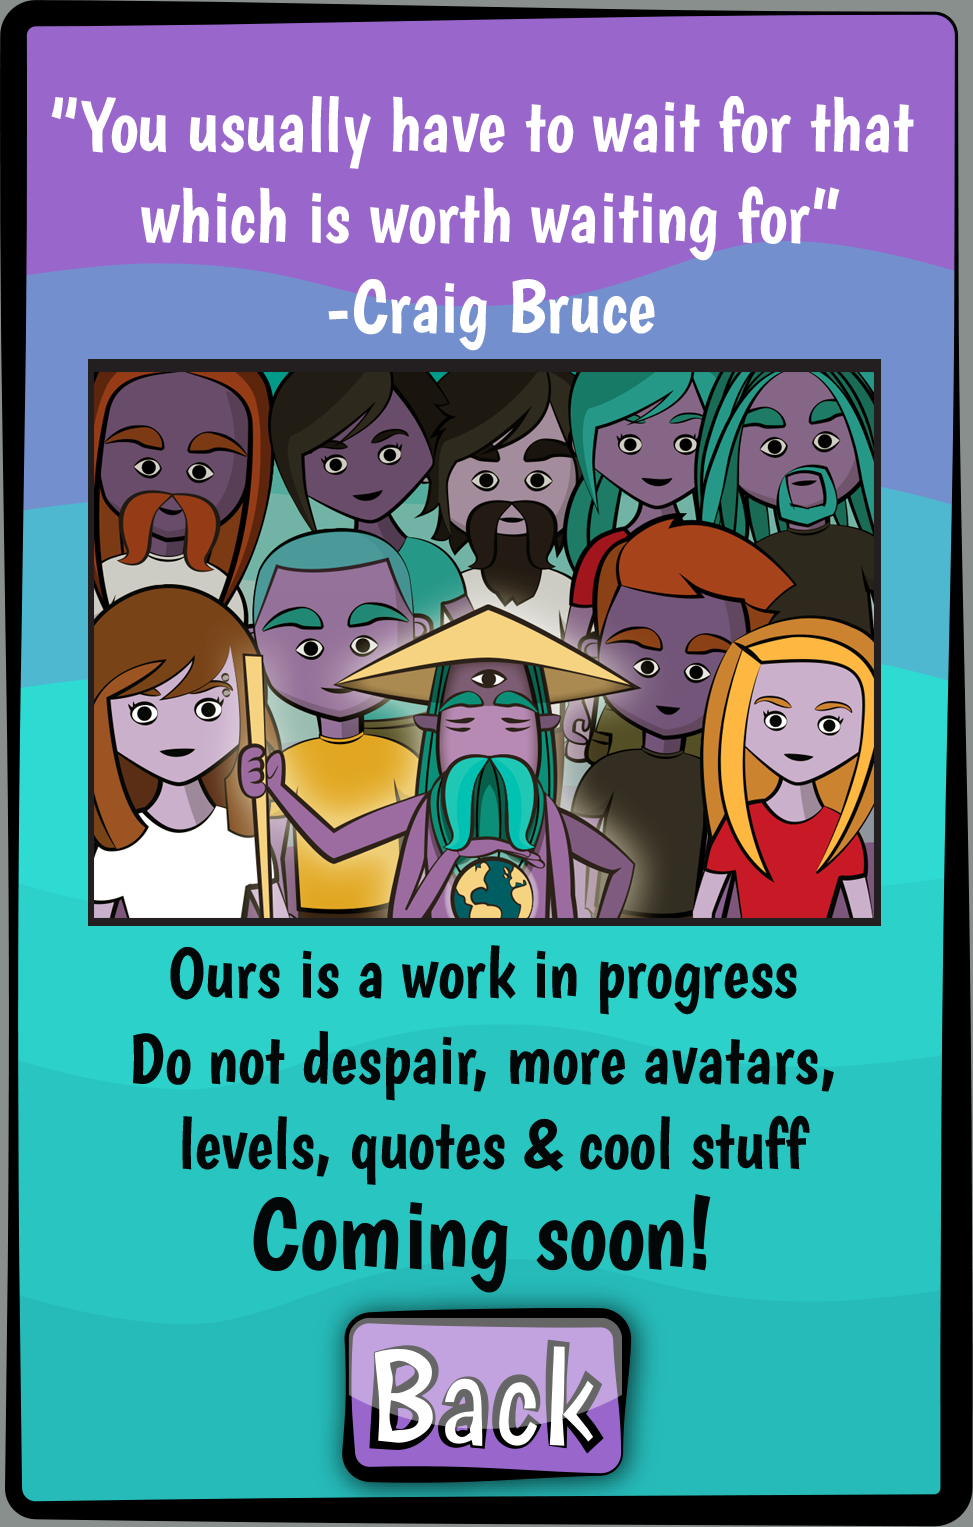 "You usually have to wait for that
which is worth waiting for"
-Craig Bruce
Ours is a work in progress
Do not despair, more avatars,
levels, quotes & cool stuff
Coming soon!
Back